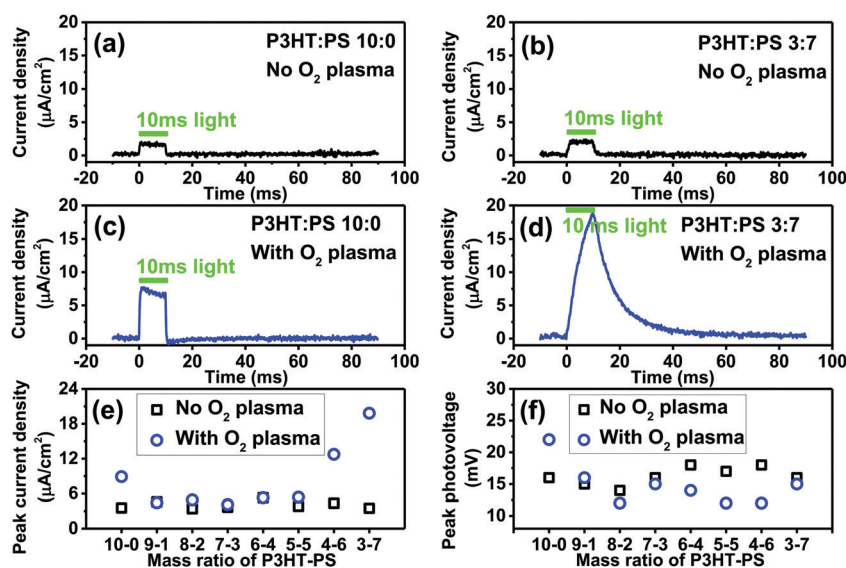 (a)
P3HT:PS 10:0
No O2 plasma
10ms light
Current density
(μA/cm²)
20
15
10
5
0
-20 0 20 40 60 80 100
Time (ms)
(b)
P3HT:PS 3:7
No O2 plasma
10ms light
Current density
(μA/cm²)
20
15
10
5
0
-20 0 20 40 60 80 100
Time (ms)
(c)
P3HT:PS 10:0
With O2 plasma
10ms light
Current density
(μA/cm²)
20
15
10
5
0
-20 0 20 40 60 80 100
Time (ms)
(d)
P3HT:PS 3:7
With O2 plasma
10 ms light
Current density
(μA/cm²)
20
15
10
5
0
-20 0 20 40 60 80 100
Time (ms)
(e)
No O2 plasma
With O2 plasma
Peak current density
(μA/cm²)
24
18
12
6
0
10-0 9-1 8-2 7-3 6-4 5-5 4-6 3-7
Mass ratio of P3HT-PS
(f)
No O2 plasma
With O2 plasma
Peak photovoltage
(mV)
30
25
20
15
10
10-0 9-1 8-2 7-3 6-4 5-5 4-6 3-7
Mass ratio of P3HT-PS